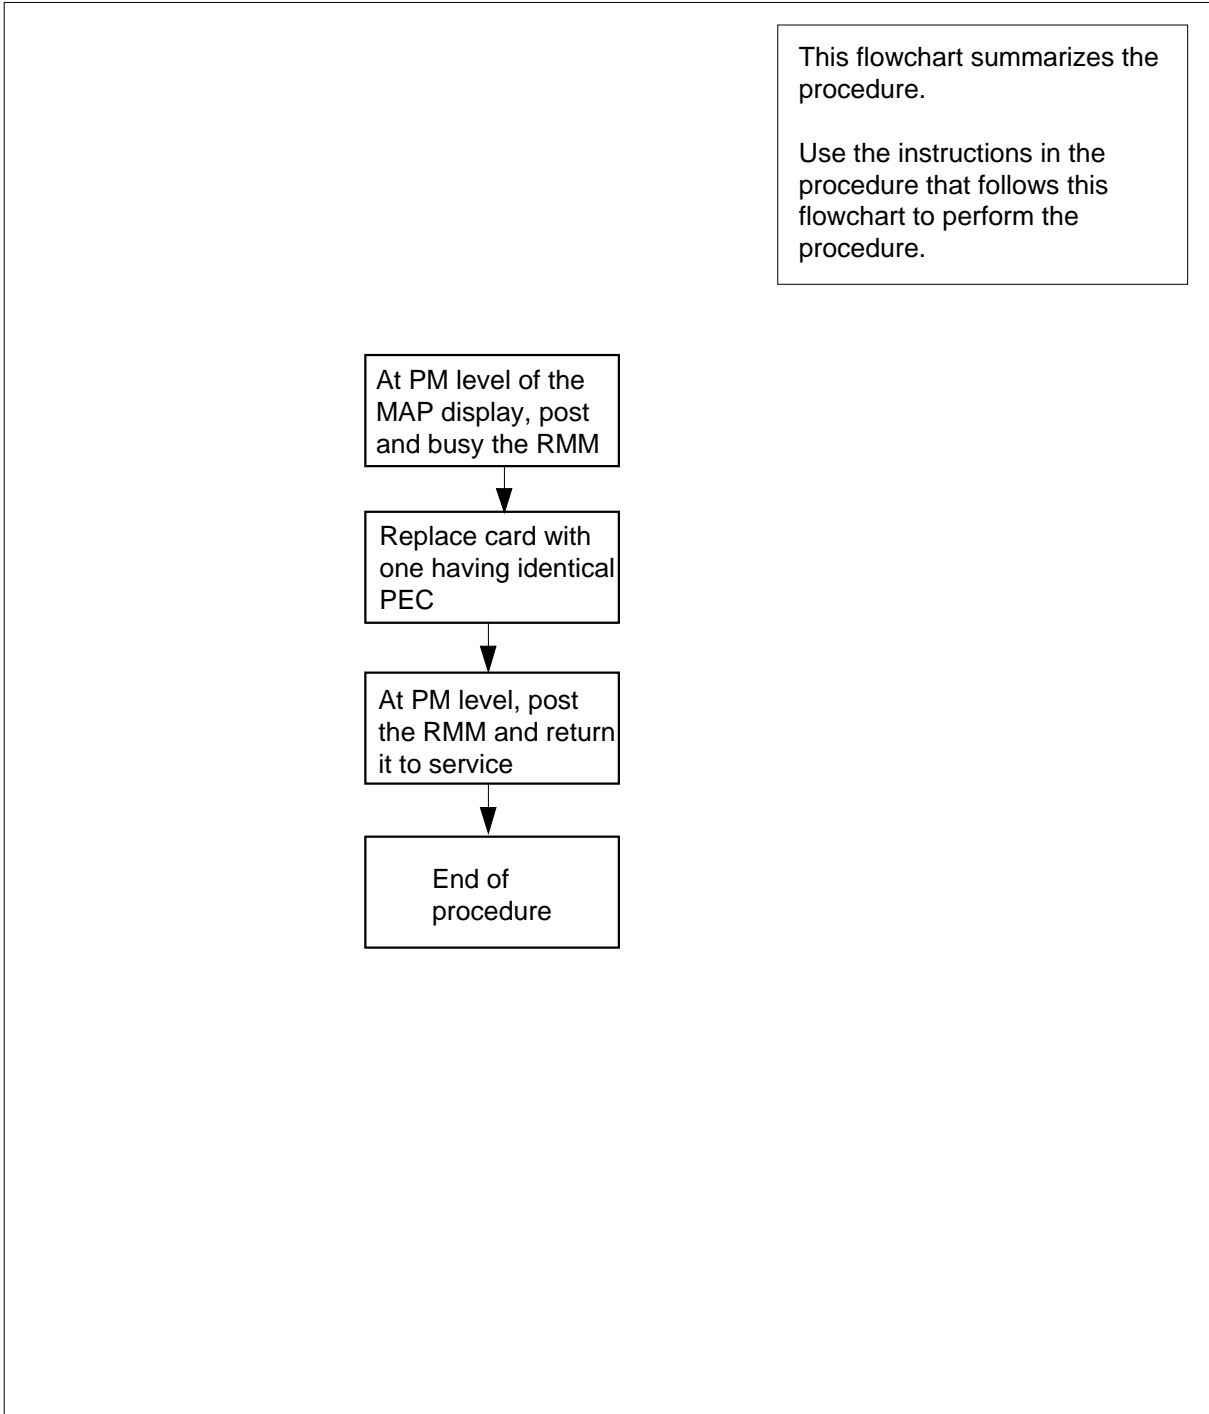 This flowchart summarizes the
procedure.
Use the instructions in the
procedure that follows this
flowchart to perform the
procedure.
At PM level of the
MAP display, post
and busy the RMM
Replace card with
one having identical
PEC
At PM level, post
the RMM and return
it to service
End of
procedure